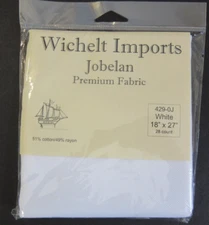 Wichelt Imports
Jobelan
Premium Fabric
429-0J
White
18" x 27"